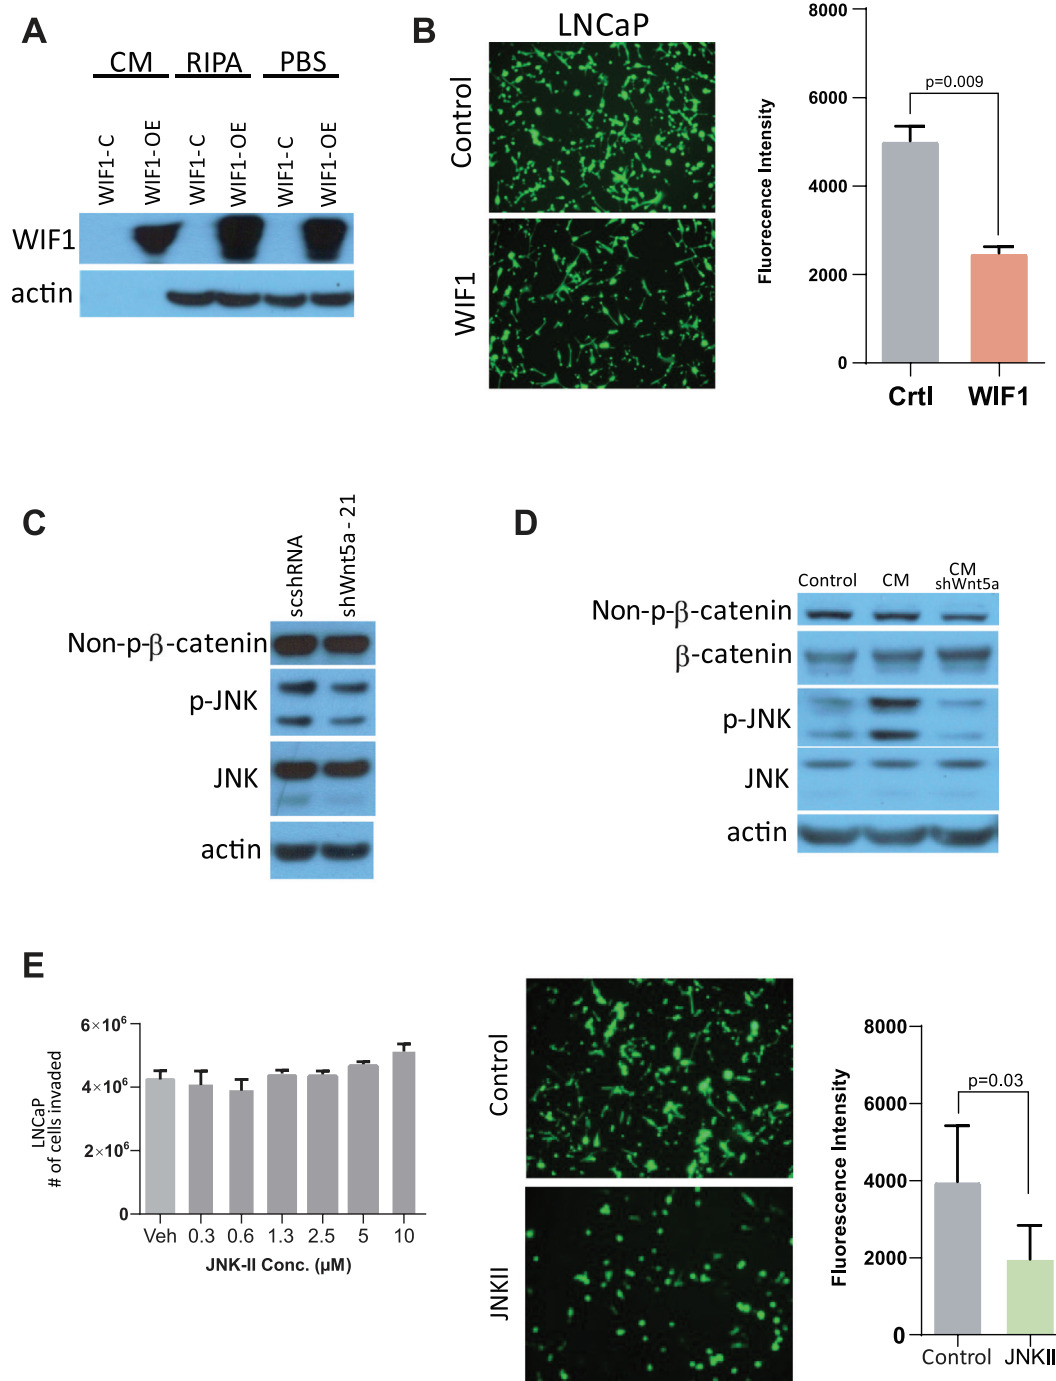 A
CM RIPA PBS
WIF1-C WIF1-OE WIF1-C WIF1-OE WIF1-C WIF1-OE
WIF1
actin
B
LNCaP
Control
WIF1
Fluorecence Intensity
8000
6000
4000
2000
0
p=0.009
Crtl WIF1
C
scshRNA shWnt5a - 21
Non-p-β-catenin
p-JNK
JNK
actin
D
Control CM CM
shWnt5a
Non-p-β-catenin
β-catenin
p-JNK
JNK
actin
E
LNCaP
# of cells invaded
6×10⁶
4×10⁶
2×10⁶
0
Veh 0.3 0.6 1.3 2.5 5 10
JNK-II Conc. (µM)
Control
JNKII
Fluorescence Intensity
8000
6000
4000
2000
0
p=0.03
Control JNKII